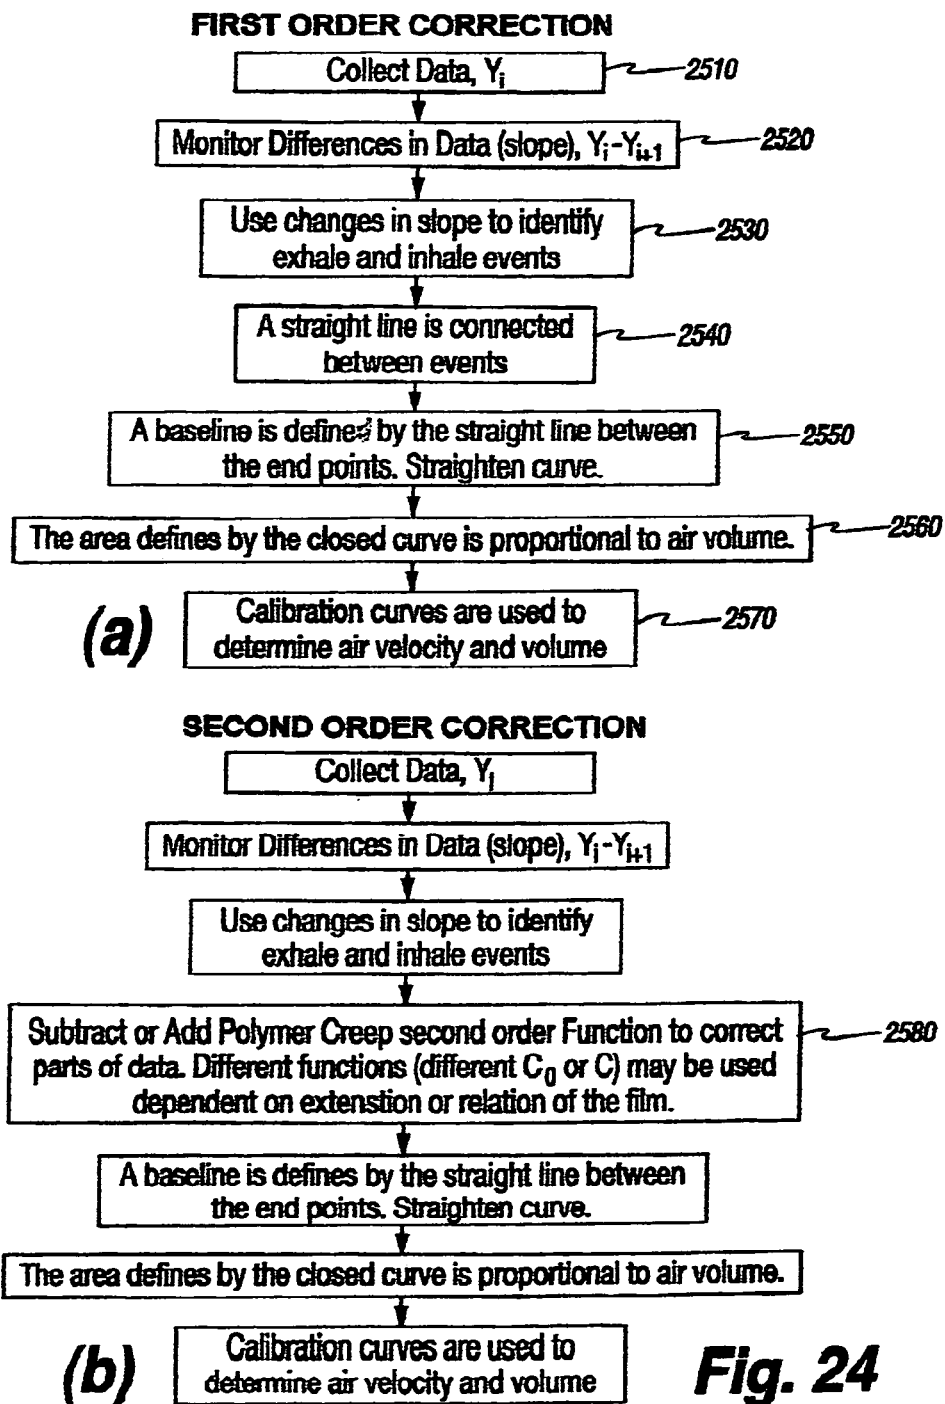 FIRST ORDER CORRECTION
Collect Data, Yi
2510
Monitor Differences in Data (slope), Yi-Yi+1
2520
Use changes in slope to identify
exhale and inhale events
2530
A straight line is connected
between events
2540
A baseline is defines by the straight line between
the end points. Straighten curve.
2550
The area defines by the closed curve is proportional to air volume.
2560
Calibration curves are used to
determine air velocity and volume
2570
(a)
SECOND ORDER CORRECTION
Collect Data, Yi
Monitor Differences in Data (slope), Yi-Yi+1
Use changes in slope to identify
exhale and inhale events
Subtract or Add Polymer Creep second order Function to correct
parts of data. Different functions (different C0 or C) may be used
dependent on extenstion or relation of the film.
2580
A baseline is defines by the straight line between
the end points. Straighten curve.
The area defines by the closed curve is proportional to air volume.
Calibration curves are used to
determine air velocity and volume
(b)
Fig. 24